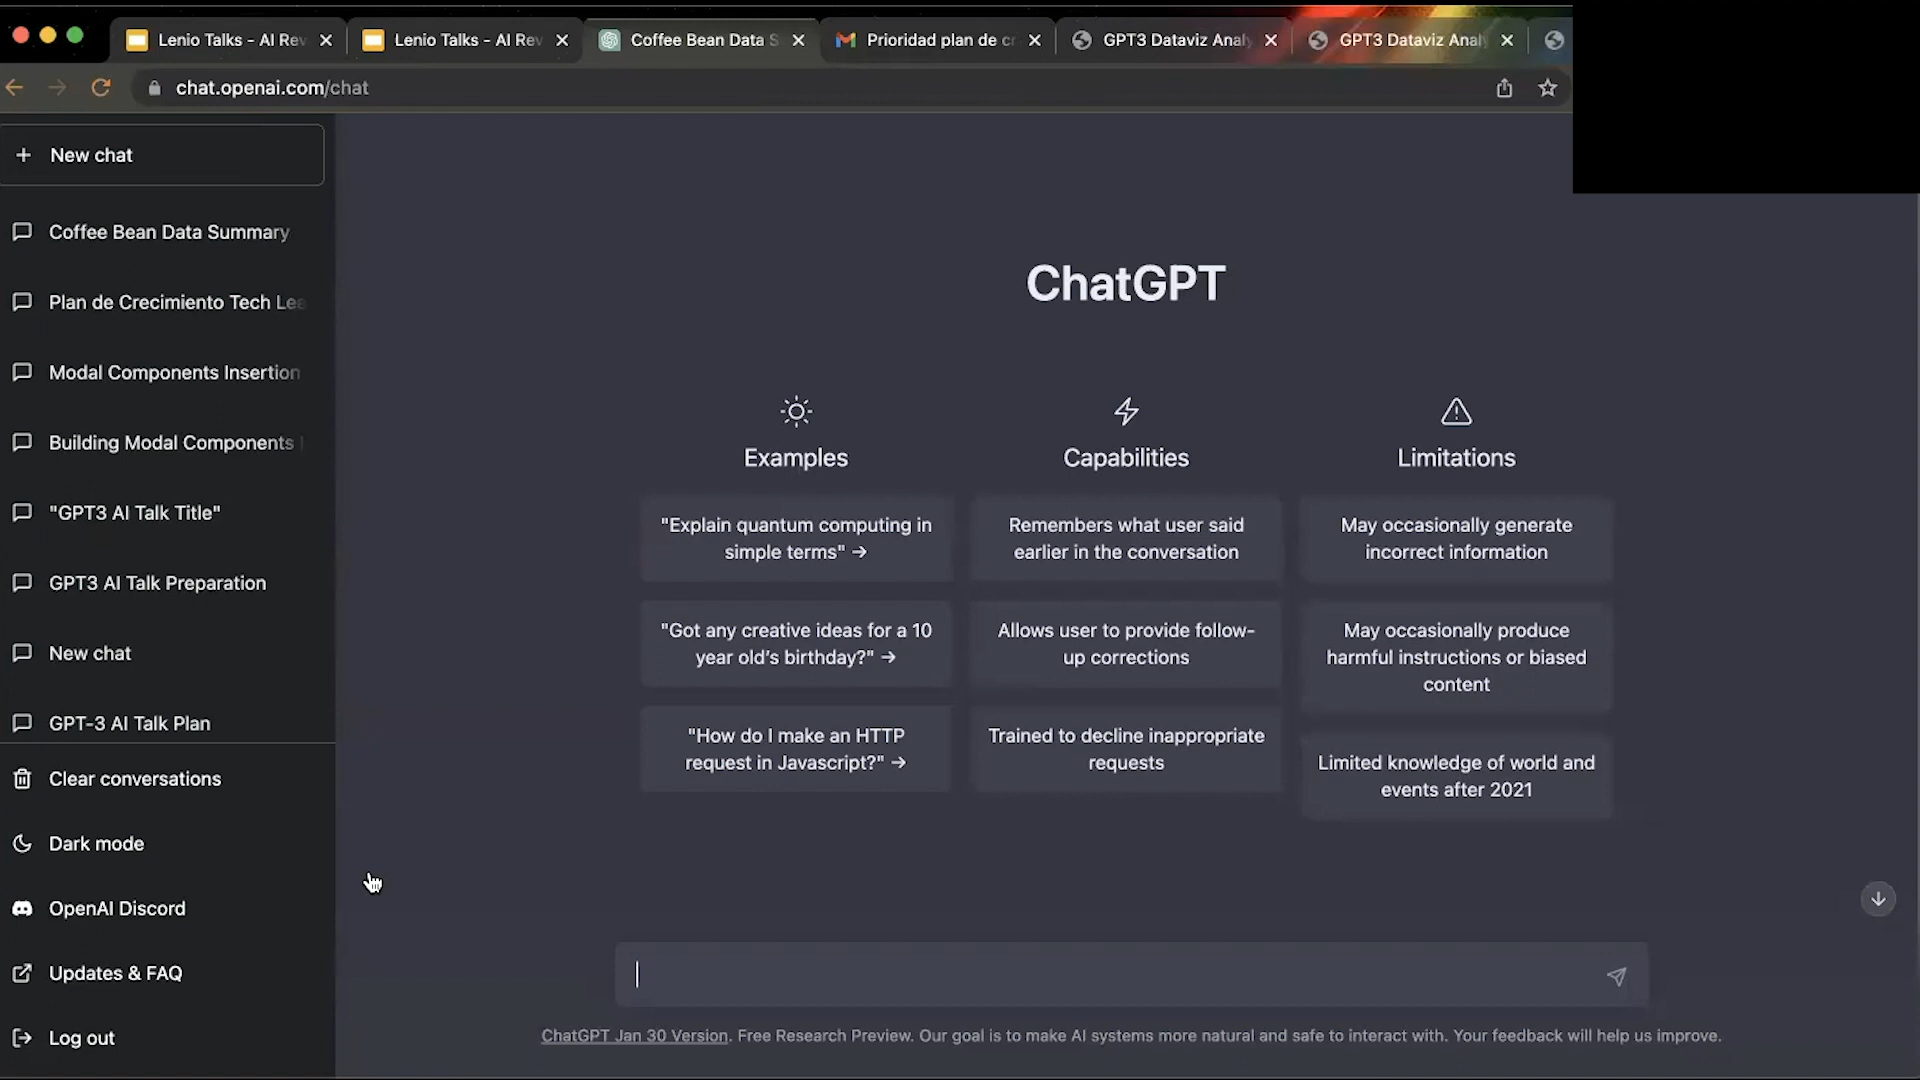 Lenio Talks - AI Rev
Lenio Talks - AI Rev
Coffee Bean Data S
Prioridad plan de cr
GPT3 Dataviz Anal
GPT3 Dataviz Anal
chat.openai.com/chat
New chat
Coffee Bean Data Summary
Plan de Crecimiento Tech Lea
Modal Components Insertion
Building Modal Components
"GPT3 AI Talk Title"
GPT3 AI Talk Preparation
New chat
GPT-3 AI Talk Plan
Clear conversations
Dark mode
OpenAI Discord
Updates & FAQ
Log out
ChatGPT
Examples
"Explain quantum computing in
simple terms" →
"Got any creative ideas for a 10
year old's birthday?" →
"How do I make an HTTP
request in Javascript?" →
Capabilities
Remembers what user said
earlier in the conversation
Allows user to provide follow-
up corrections
Trained to decline inappropriate
requests
Limitations
May occasionally generate
incorrect information
May occasionally produce
harmful instructions or biased
content
Limited knowledge of world and
events after 2021
ChatGPT Jan 30 Version. Free Research Preview. Our goal is to make AI systems more natural and safe to interact with. Your feedback will help us improve.